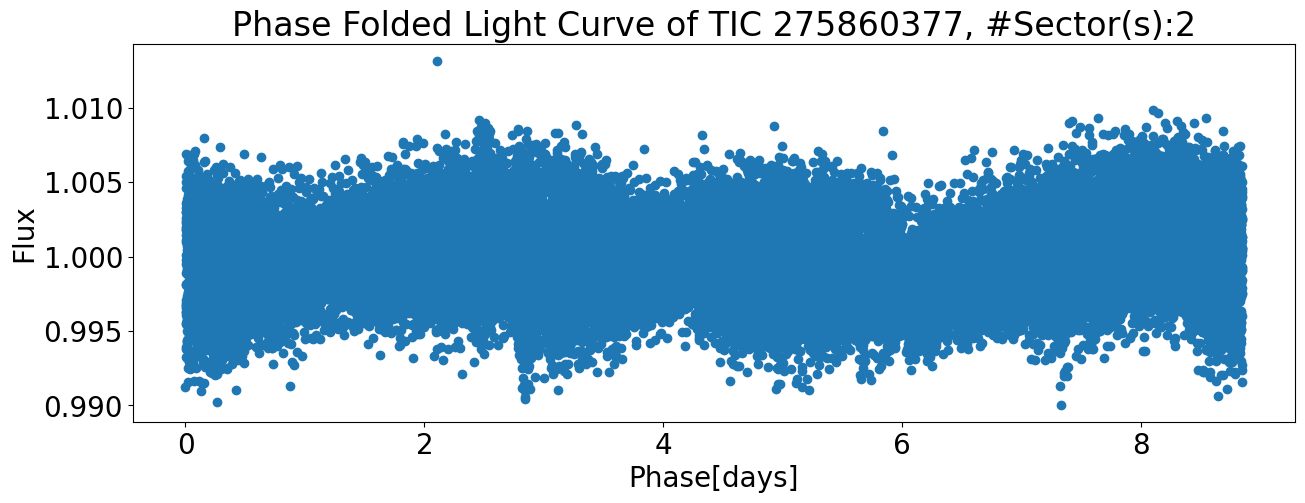 Phase Folded Light Curve of TIC 275860377, #Sector(s):2
1.010
1.005
1.000
0.995
0.990
Flux
0 2 4 6 8
Phase[days]